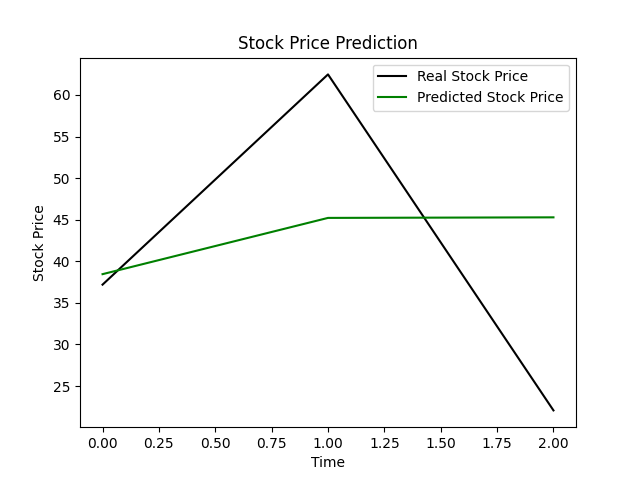 Stock Price Prediction
Real Stock Price
Predicted Stock Price
Stock Price
60
55
50
45
40
35
30
25
0.00 0.25 0.50 0.75 1.00 1.25 1.50 1.75 2.00
Time